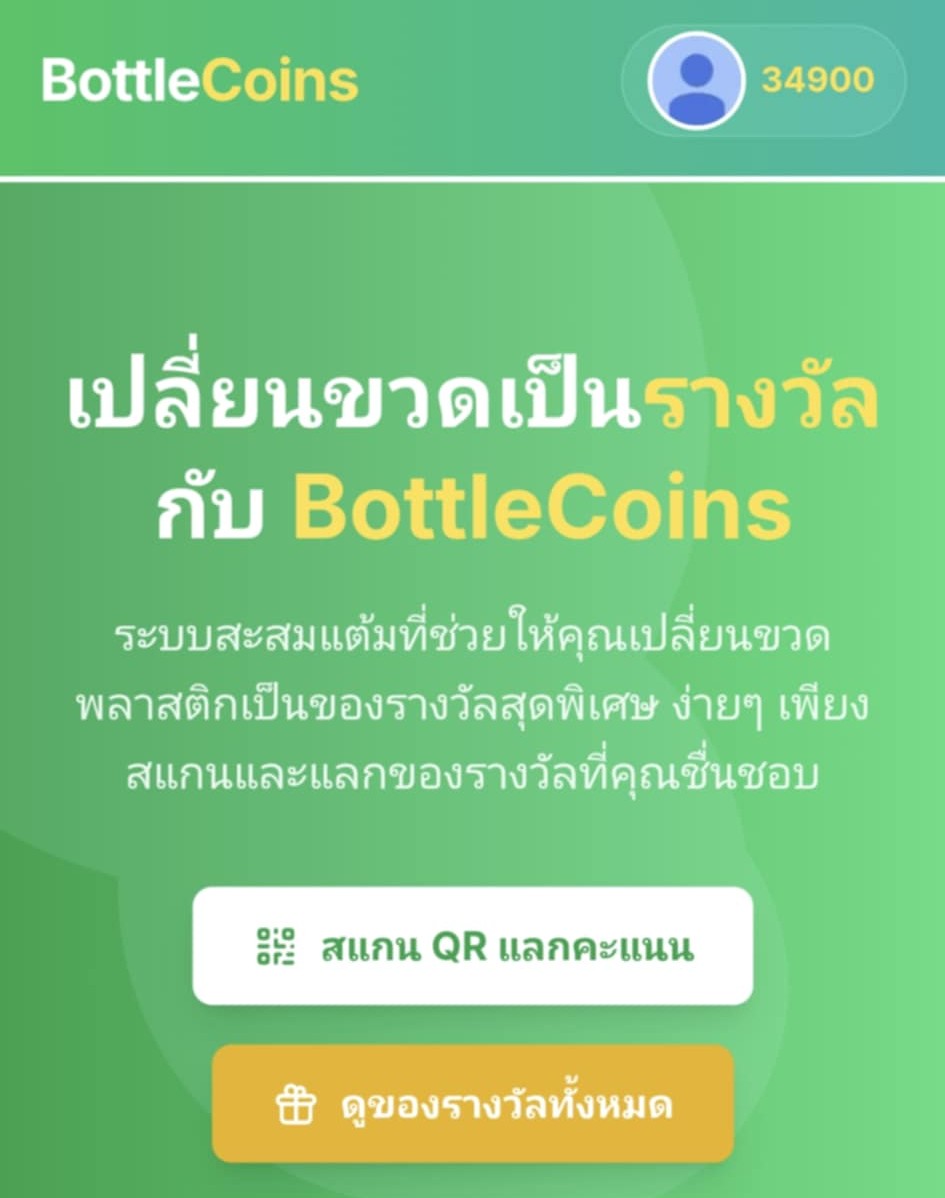 BottleCoins
34900
เปลี่ยนขวดเป็นรางวัล
กับ BottleCoins
ระบบสะสมแต้มที่ช่วยให้คุณเปลี่ยนขวด
พลาสติกเป็นของรางวัลสุดพิเศษ ง่ายๆ เพียง
สแกนและแลกของรางวัลที่คุณชื่นชอบ
สแกน QR แลกคะแนน
ดูของรางวัลทั้งหมด